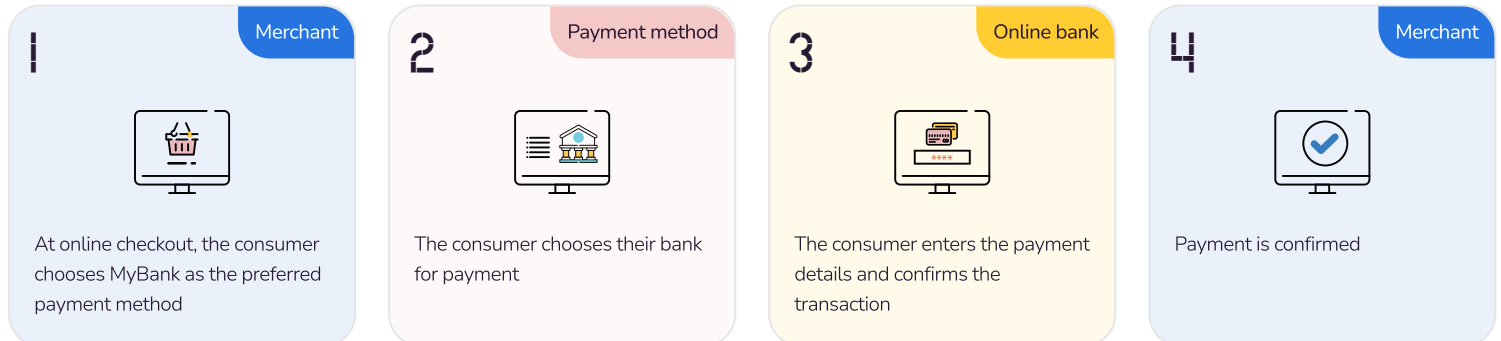 1
Merchant
At online checkout, the consumer
chooses MyBank as the preferred
payment method
2
Payment method
The consumer chooses their bank
for payment
3
Online bank
****
The consumer enters the payment
details and confirms the
transaction
4
Merchant
Payment is confirmed